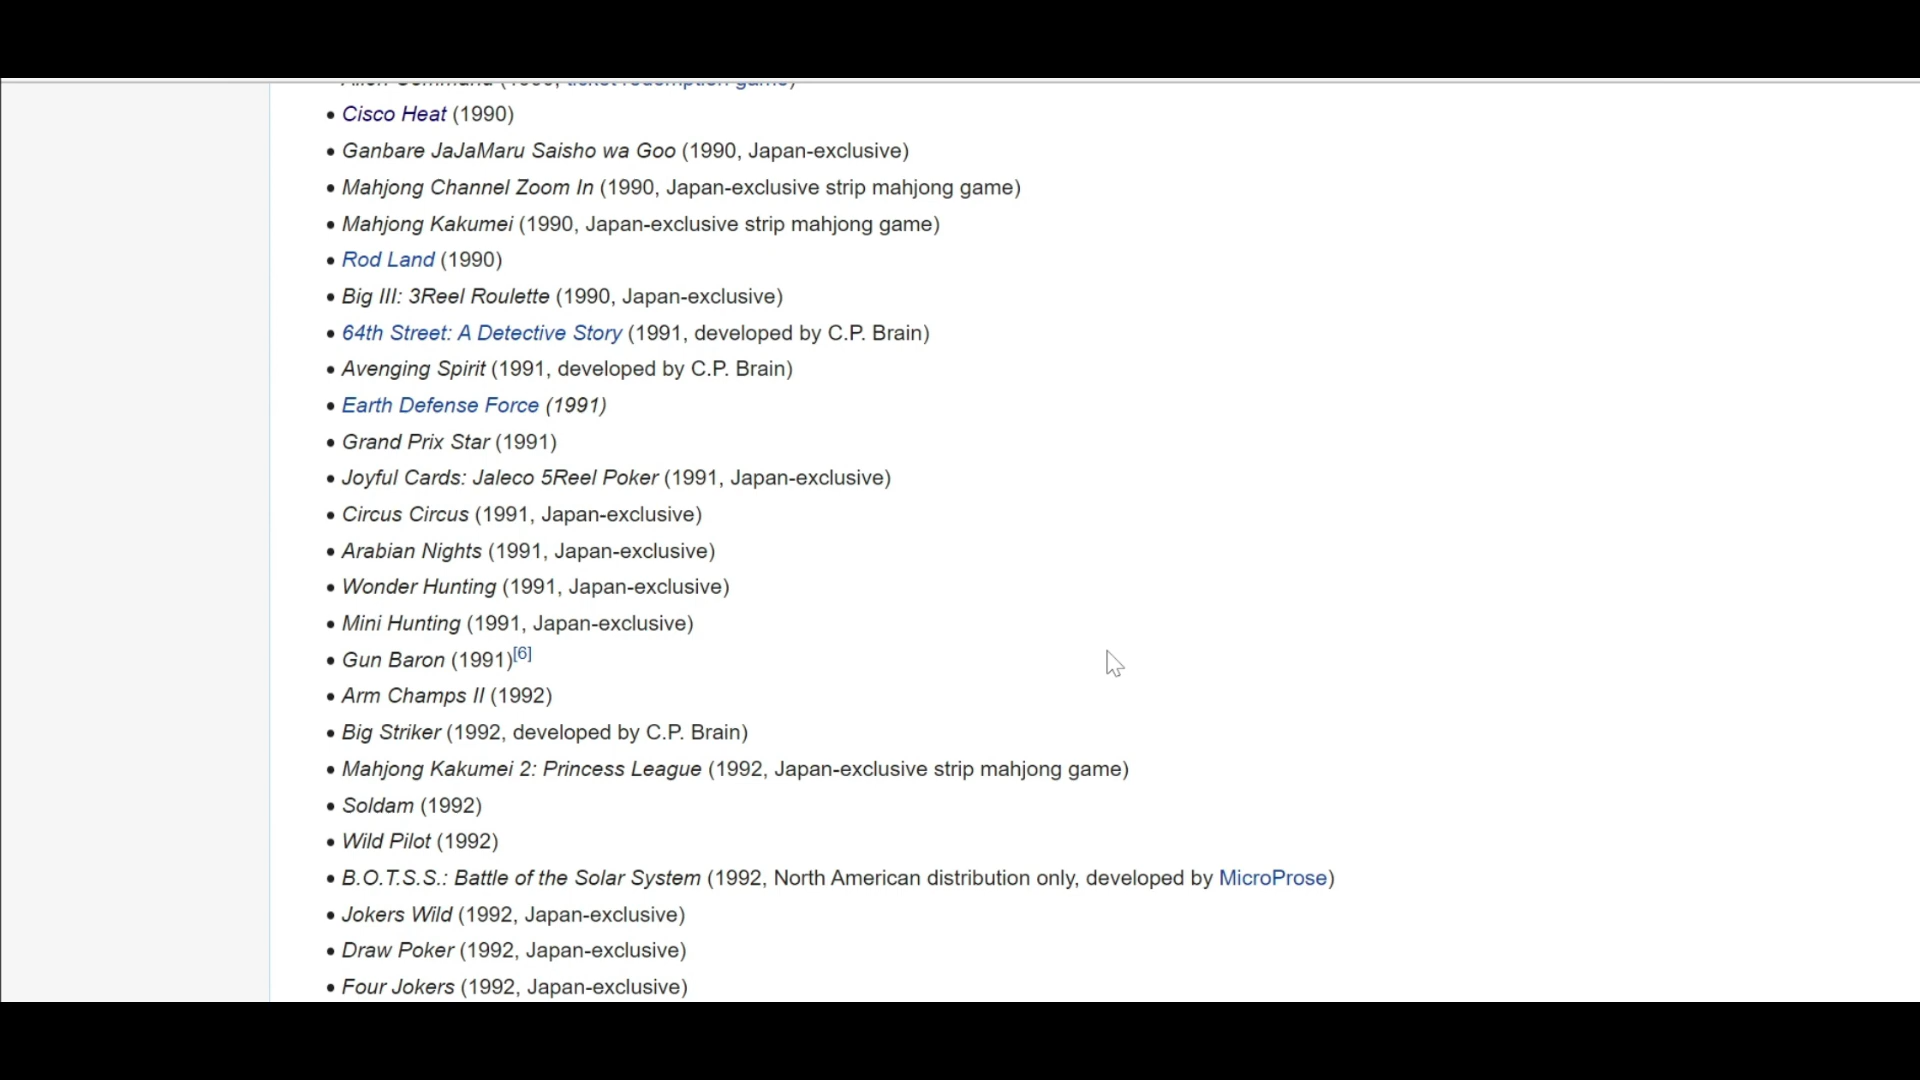 • Cisco Heat (1990)
• Ganbare JaJaMaru Saisho wa Goo (1990, Japan-exclusive)
• Mahjong Channel Zoom In (1990, Japan-exclusive strip mahjong game)
• Mahjong Kakumei (1990, Japan-exclusive strip mahjong game)
• Rod Land (1990)
• Big III: 3Reel Roulette (1990, Japan-exclusive)
• 64th Street: A Detective Story (1991, developed by C.P. Brain)
• Avenging Spirit (1991, developed by C.P. Brain)
• Earth Defense Force (1991)
• Grand Prix Star (1991)
• Joyful Cards: Jaleco 5Reel Poker (1991, Japan-exclusive)
• Circus Circus (1991, Japan-exclusive)
• Arabian Nights (1991, Japan-exclusive)
• Wonder Hunting (1991, Japan-exclusive)
• Mini Hunting (1991, Japan-exclusive)
• Gun Baron (1991)[6]
• Arm Champs II (1992)
• Big Striker (1992, developed by C.P. Brain)
• Mahjong Kakumei 2: Princess League (1992, Japan-exclusive strip mahjong game)
• Soldam (1992)
• Wild Pilot (1992)
• B.O.T.S.S.: Battle of the Solar System (1992, North American distribution only, developed by MicroProse)
• Jokers Wild (1992, Japan-exclusive)
• Draw Poker (1992, Japan-exclusive)
• Four Jokers (1992, Japan-exclusive)